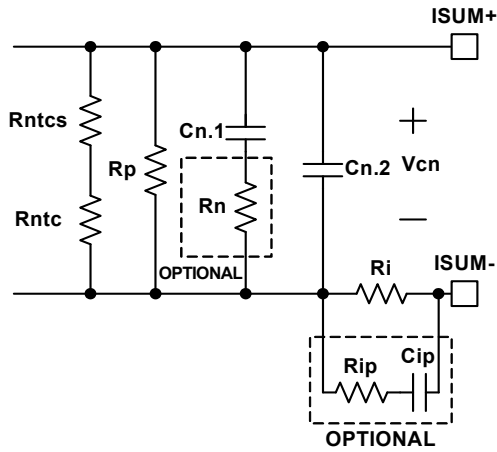 ISUM+
Rntcs
Cn.1
+
Rp
Cn.2
Vcn
Rn
Rntc
−
OPTIONAL
Ri
ISUM-
Rip
Cip
OPTIONAL